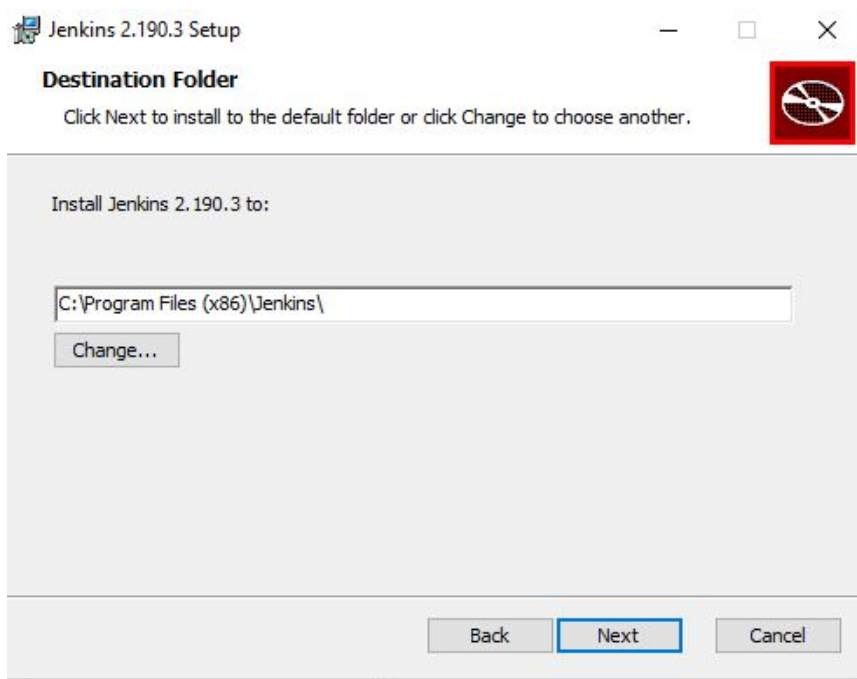 Jenkins 2.190.3 Setup
Destination Folder
Click Next to install to the default folder or click Change to choose another.
Install Jenkins 2.190.3 to:
C:\Program Files (x86)\Jenkins\
Change...
Back Next Cancel